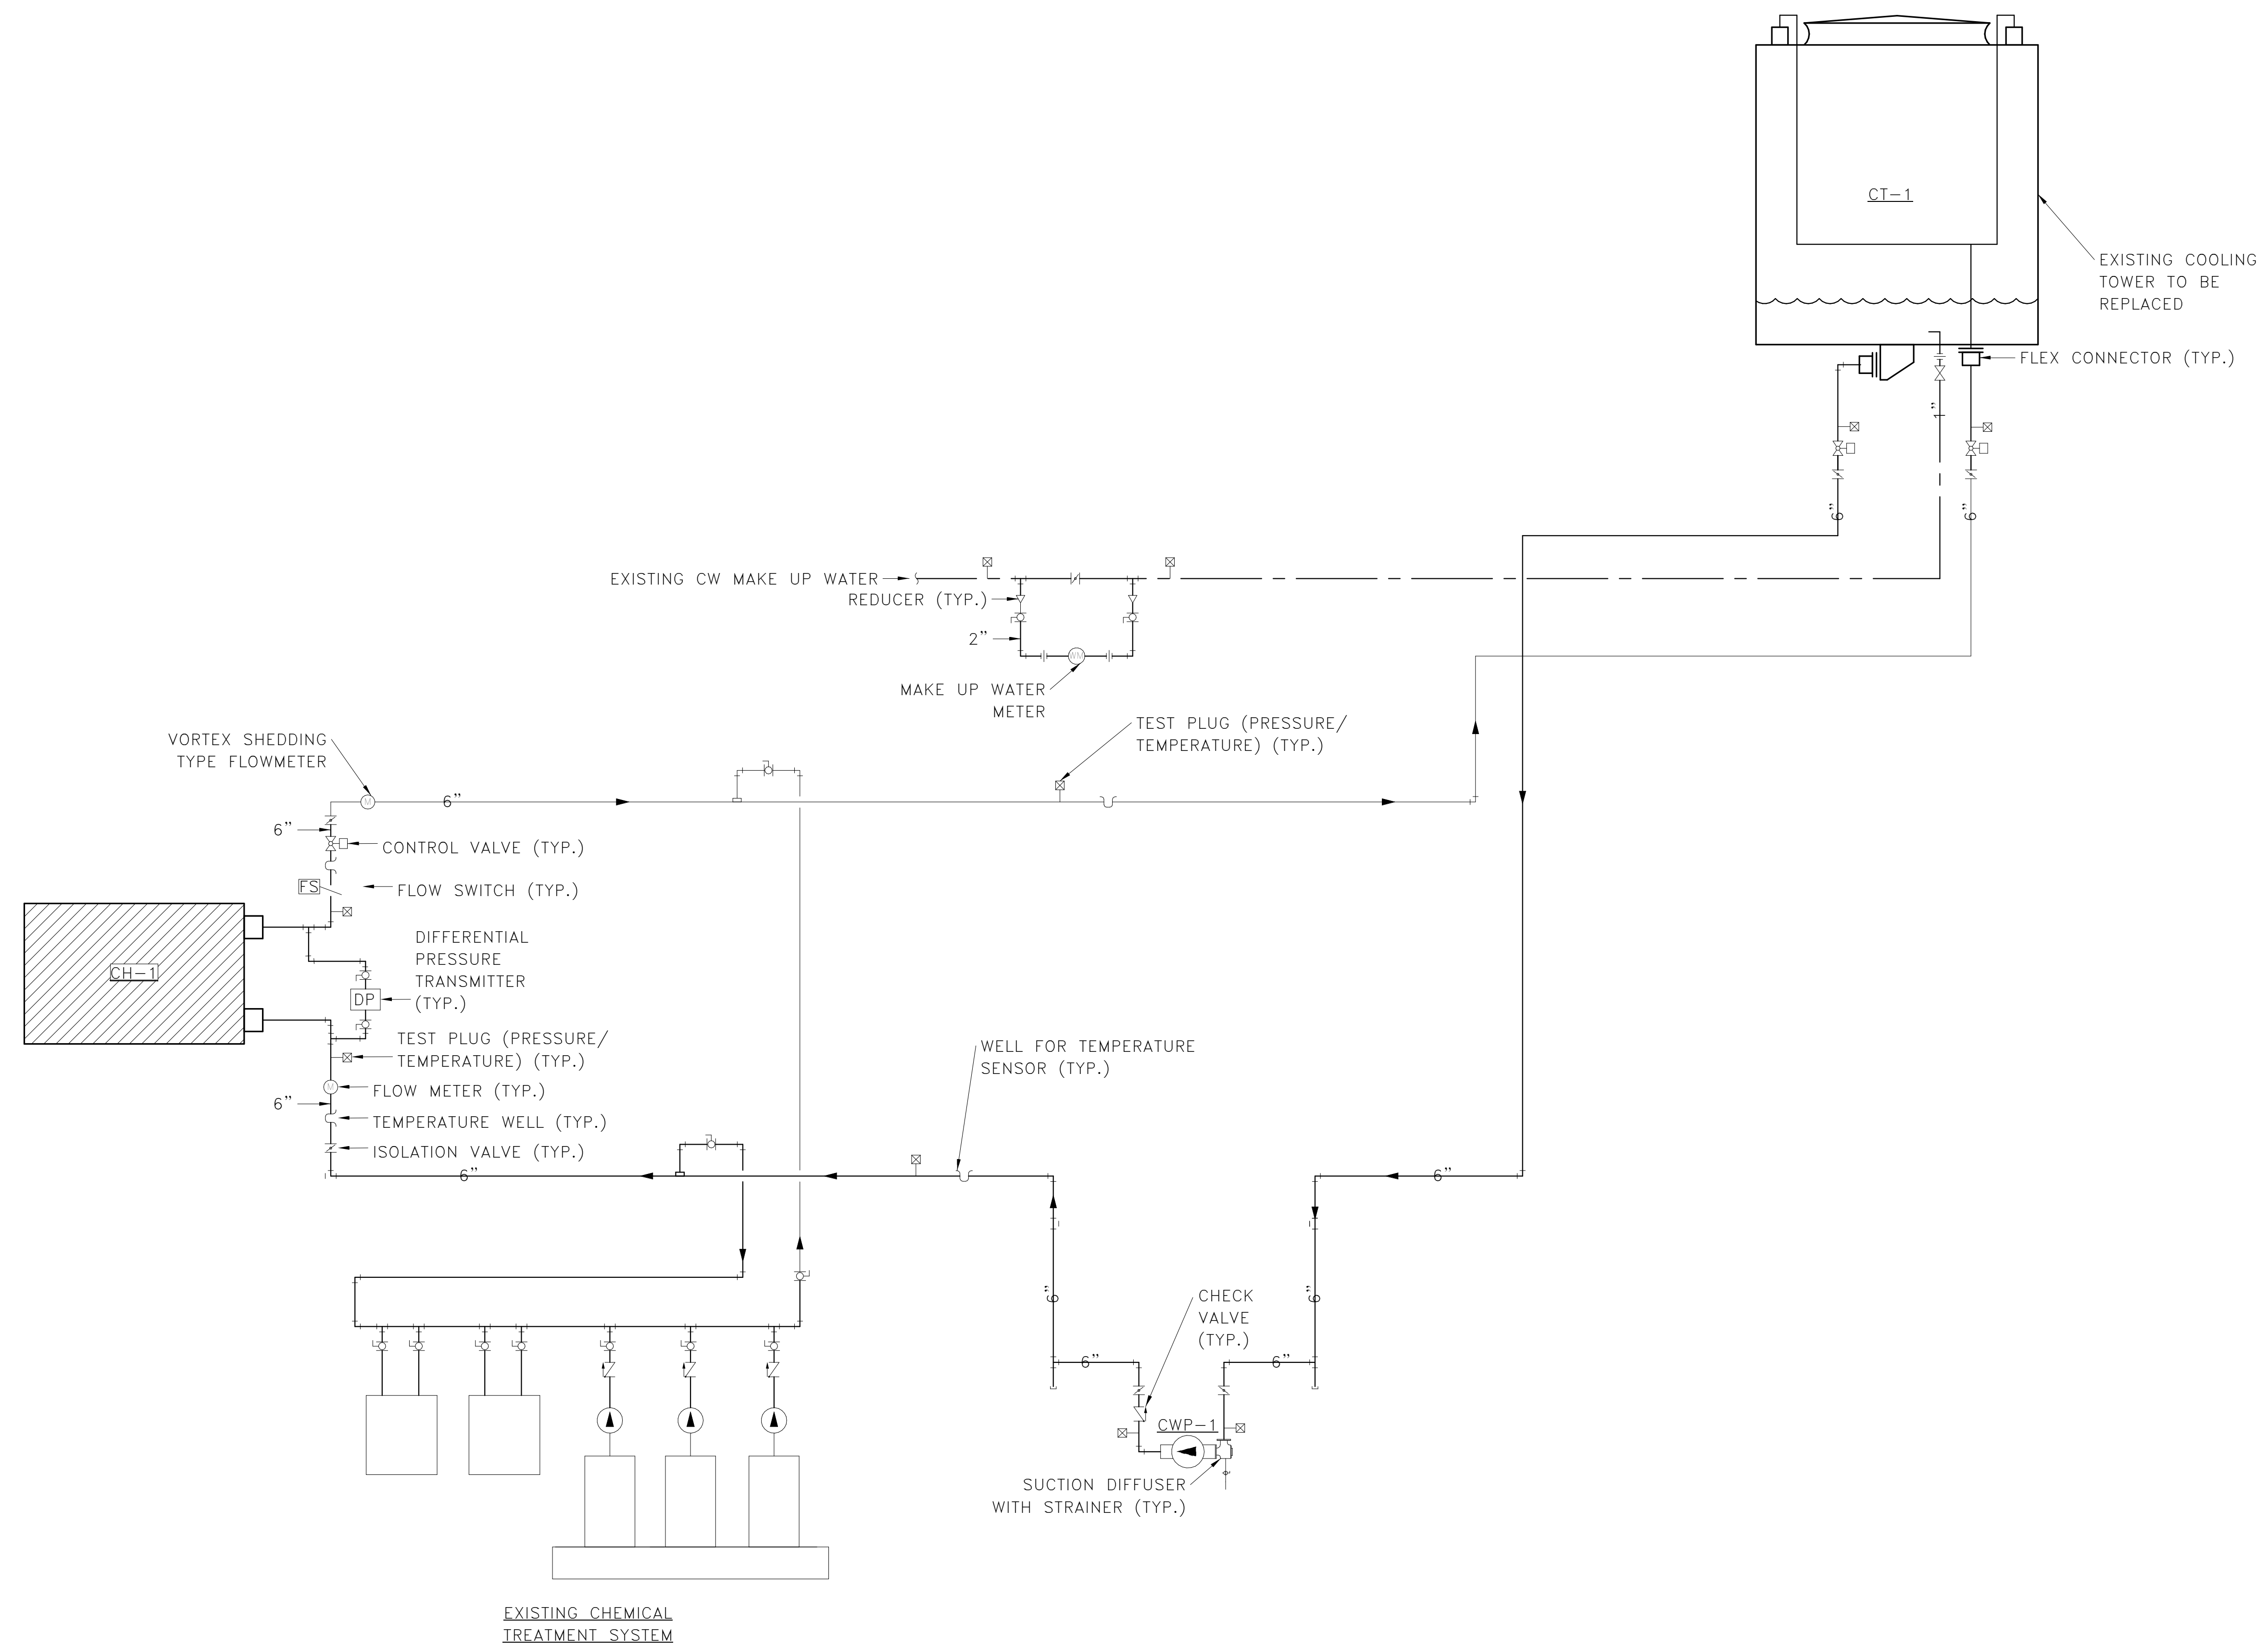 CT-1
EXISTING COOLING
TOWER TO BE
REPLACED
FLEX CONNECTOR (TYP.)
1"
6"
6"
EXISTING CW MAKE UP WATER
REDUCER (TYP.)
2"
WM
MAKE UP WATER
METER
TEST PLUG (PRESSURE/
TEMPERATURE) (TYP.)
VORTEX SHEDDING
TYPE FLOWMETER
M
6"
6"
CONTROL VALVE (TYP.)
FS
FLOW SWITCH (TYP.)
CH-1
DIFFERENTIAL
PRESSURE
TRANSMITTER
(TYP.)
DP
TEST PLUG (PRESSURE/
TEMPERATURE) (TYP.)
M
FLOW METER (TYP.)
6"
TEMPERATURE WELL (TYP.)
ISOLATION VALVE (TYP.)
6"
WELL FOR TEMPERATURE
SENSOR (TYP.)
6"
6"
6"
CHECK
VALVE
(TYP.)
6"
6"
CWP-1
SUCTION DIFFUSER
WITH STRAINER (TYP.)
EXISTING CHEMICAL
TREATMENT SYSTEM